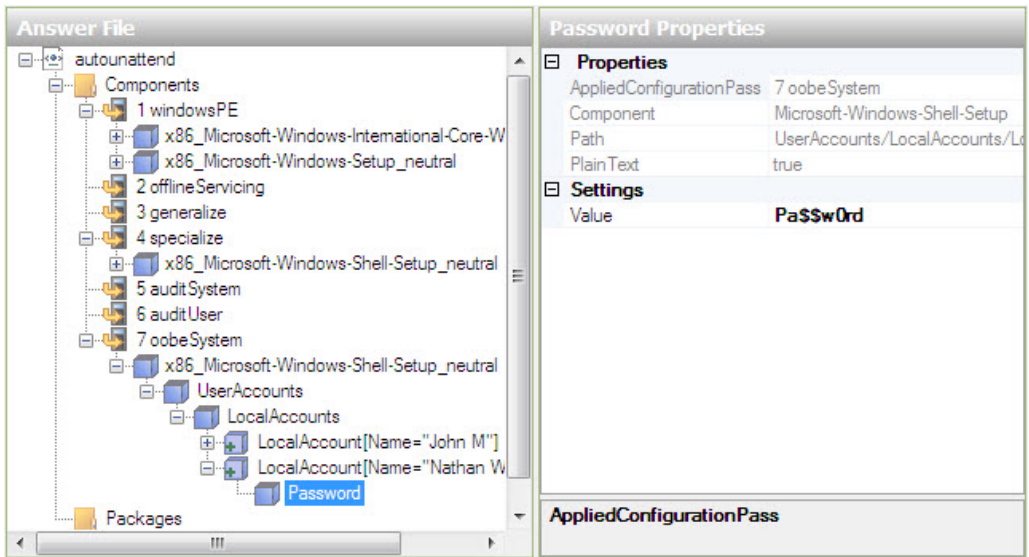 Answer File
autounattend
Components
1 windowsPE
x86_Microsoft-Windows-International-Core-W
x86_Microsoft-Windows-Setup_neutral
2 offlineServicing
3 generalize
4 specialize
x86_Microsoft-Windows-Shell-Setup_neutral
5 auditSystem
6 auditUser
7 oobeSystem
x86_Microsoft-Windows-Shell-Setup_neutral
UserAccounts
LocalAccounts
LocalAccount[Name="John M"]
LocalAccount[Name="Nathan W
Password
Packages
Password Properties
Properties
AppliedConfigurationPass 7 oobeSystem
Component Microsoft-Windows-Shell-Setup
Path UserAccounts/LocalAccounts/Lo
PlainText true
Settings
Value Pa$$w0rd
AppliedConfigurationPass